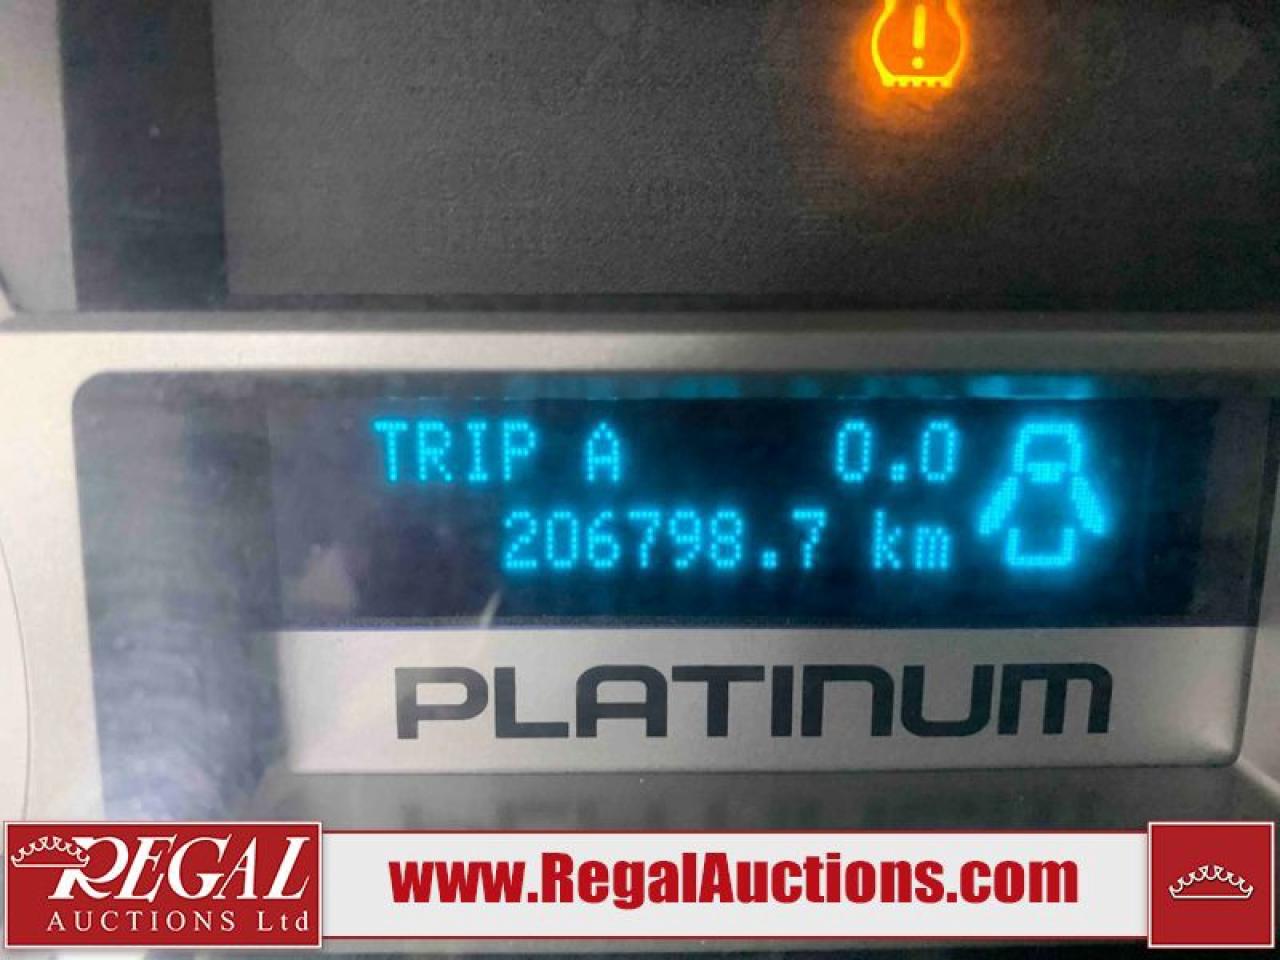 TRIP A 0.0
206798.7 km
PLATINUM
REGAL
AUCTIONS Ltd
www.RegalAuctions.com